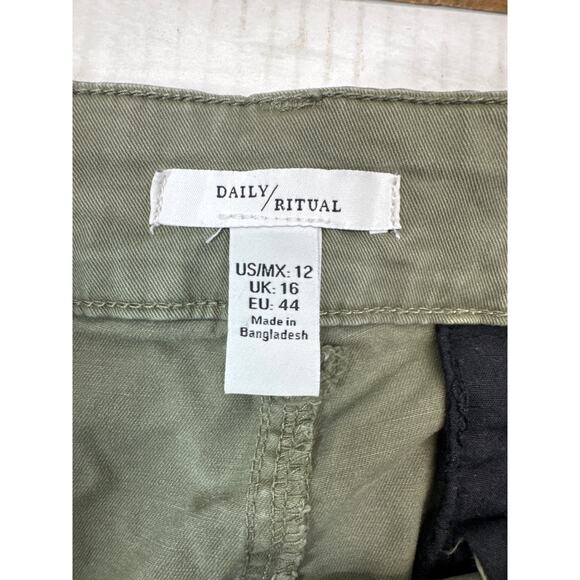 DAILY/
RITUAL
US/MX: 12
UK: 16
EU: 44
Made in
Bangladesh